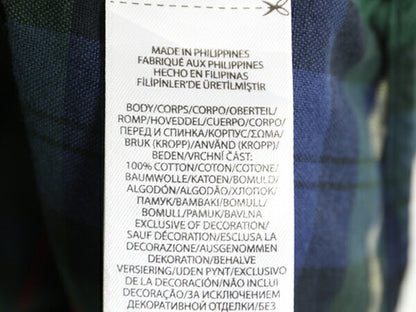 MADE IN PHILIPPINES
FABRIQUÉ AUX PHILIPPINES
HECHO EN FILIPINAS
FİLİPİNLER'DE ÜRETİLMİŞTİR
BODY/CORPS/CORPO/OBERTEIL/
ROMP/HOVEDDEL/CUERPO/CORPO/
ПЕРЕД И СПИНКА/КОРПУС/ΣΩΜΑ/
BRUK (KROPP)/ANVÄND (KROPP)/
BEDEN/VRCHNÍ ČÁST:
100% COTTON/COTON/COTONE/
BAUMWOLLE/KATOEN/BOMULD/
ALGODÓN/ALGODÃO/ХЛОПОК/
ПАМУК/ΒΑΜΒΑΚΙ/BOMULL/
BOMULL/PAMUK/BAVLNA
EXCLUSIVE OF DECORATION/
SAUF DÉCORATION/ESCLUSA LA
DECORAZIONE/AUSGENOMMEN
DEKORATION/BEHALVE
VERSIERING/UDEN PYNT/EXCLUSIVO
DE LA DECORACIÓN/NÃO INCLUI
DECORAÇÃO/ЗА ИСКЛЮЧЕНИЕМ
ДЕКОРАТИВНОЙ ОТДЕЛКИ/БЕЗ